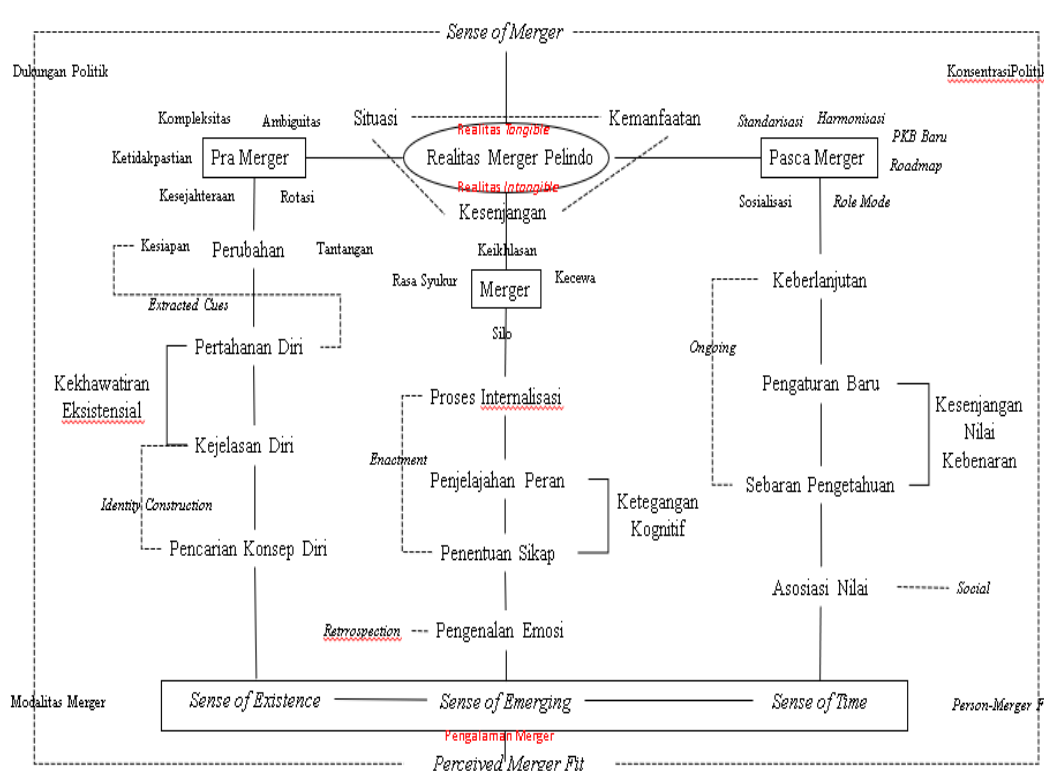 Sense of Merger
Dukungan Politik
KonsentrasiPolitik
Kompleksitas
Ambiguitas
Situasi
Kemanfaatan
Standarisasi
Harmonisasi
PKB Baru
Roadmap
Realitas Tongible
Ketidakpastian
Pra Merger
Realitas Merger Pelindo
Pasca Merger
Realitas Intongible
Kesejahteraan
Rotasi
Kesenjangan
Sosialisasi
Role Mode
Kesiapan
Perubahan
Tantangan
Keikhlasan
Rasa Syukur
Merger
Kecewa
Keberlanjutan
Extracted Cues
Silo
Pertahanan Diri
Ongoing
Kekhawatiran
Eksistensial
Proses Internalisasi
Pengaturan Baru
Kesenjangan
Nilai
Kebenaran
Kejelasan Diri
Enactment
Penjelajahan Peran
Sebaran Pengetahuan
Identity Construction
Ketegangan
Kognitif
Pencarian Konsep Diri
Penentuan Sikap
Asosiasi Nilai
Social
Retrrospection
Pengenalan Emosi
Modalitas Merger
Sense of Existence
Sense of Emerging
Sense of Time
Person-Merger F
Pengalaman Merger
Perceived Merger Fit